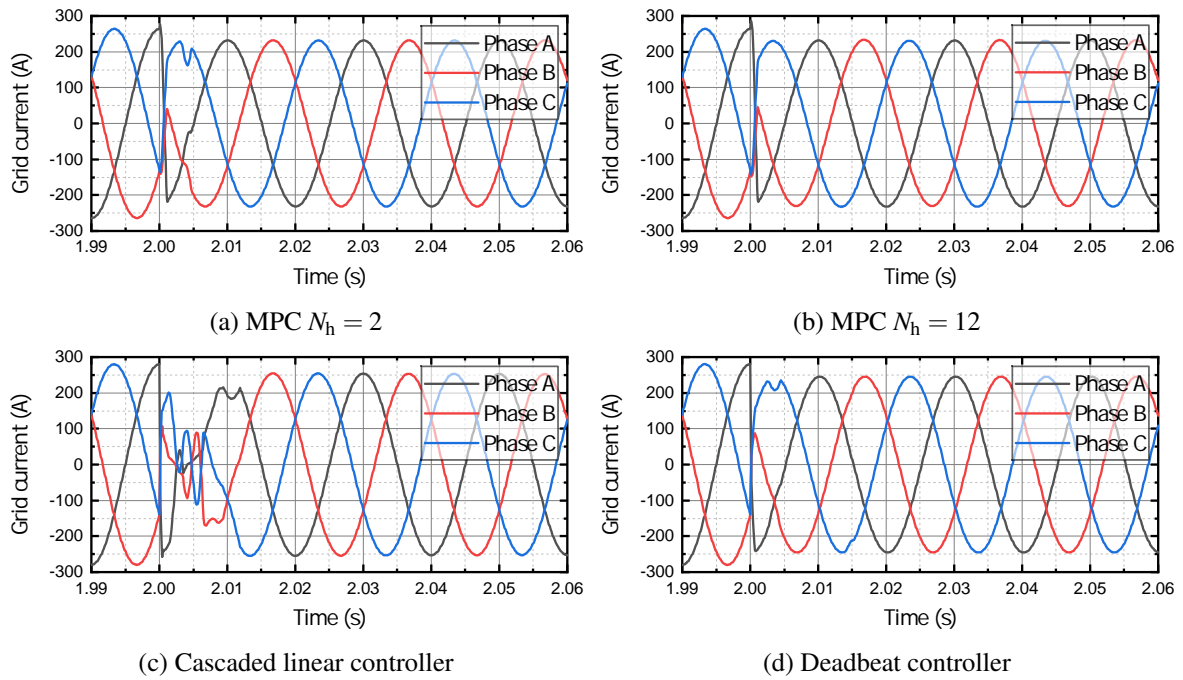 300
200
100
0
-100
-200
-300
Grid current (A)
Phase A
Phase B
Phase C
1.99 2.00 2.01 2.02 2.03 2.04 2.05 2.06
Time (s)
(a) MPC Nh = 2
300
200
100
0
-100
-200
-300
Grid current (A)
Phase A
Phase B
Phase C
1.99 2.00 2.01 2.02 2.03 2.04 2.05 2.06
Time (s)
(b) MPC Nh = 12
300
200
100
0
-100
-200
-300
Grid current (A)
Phase A
Phase B
Phase C
1.99 2.00 2.01 2.02 2.03 2.04 2.05 2.06
Time (s)
(c) Cascaded linear controller
300
200
100
0
-100
-200
-300
Grid current (A)
Phase A
Phase B
Phase C
1.99 2.00 2.01 2.02 2.03 2.04 2.05 2.06
Time (s)
(d) Deadbeat controller